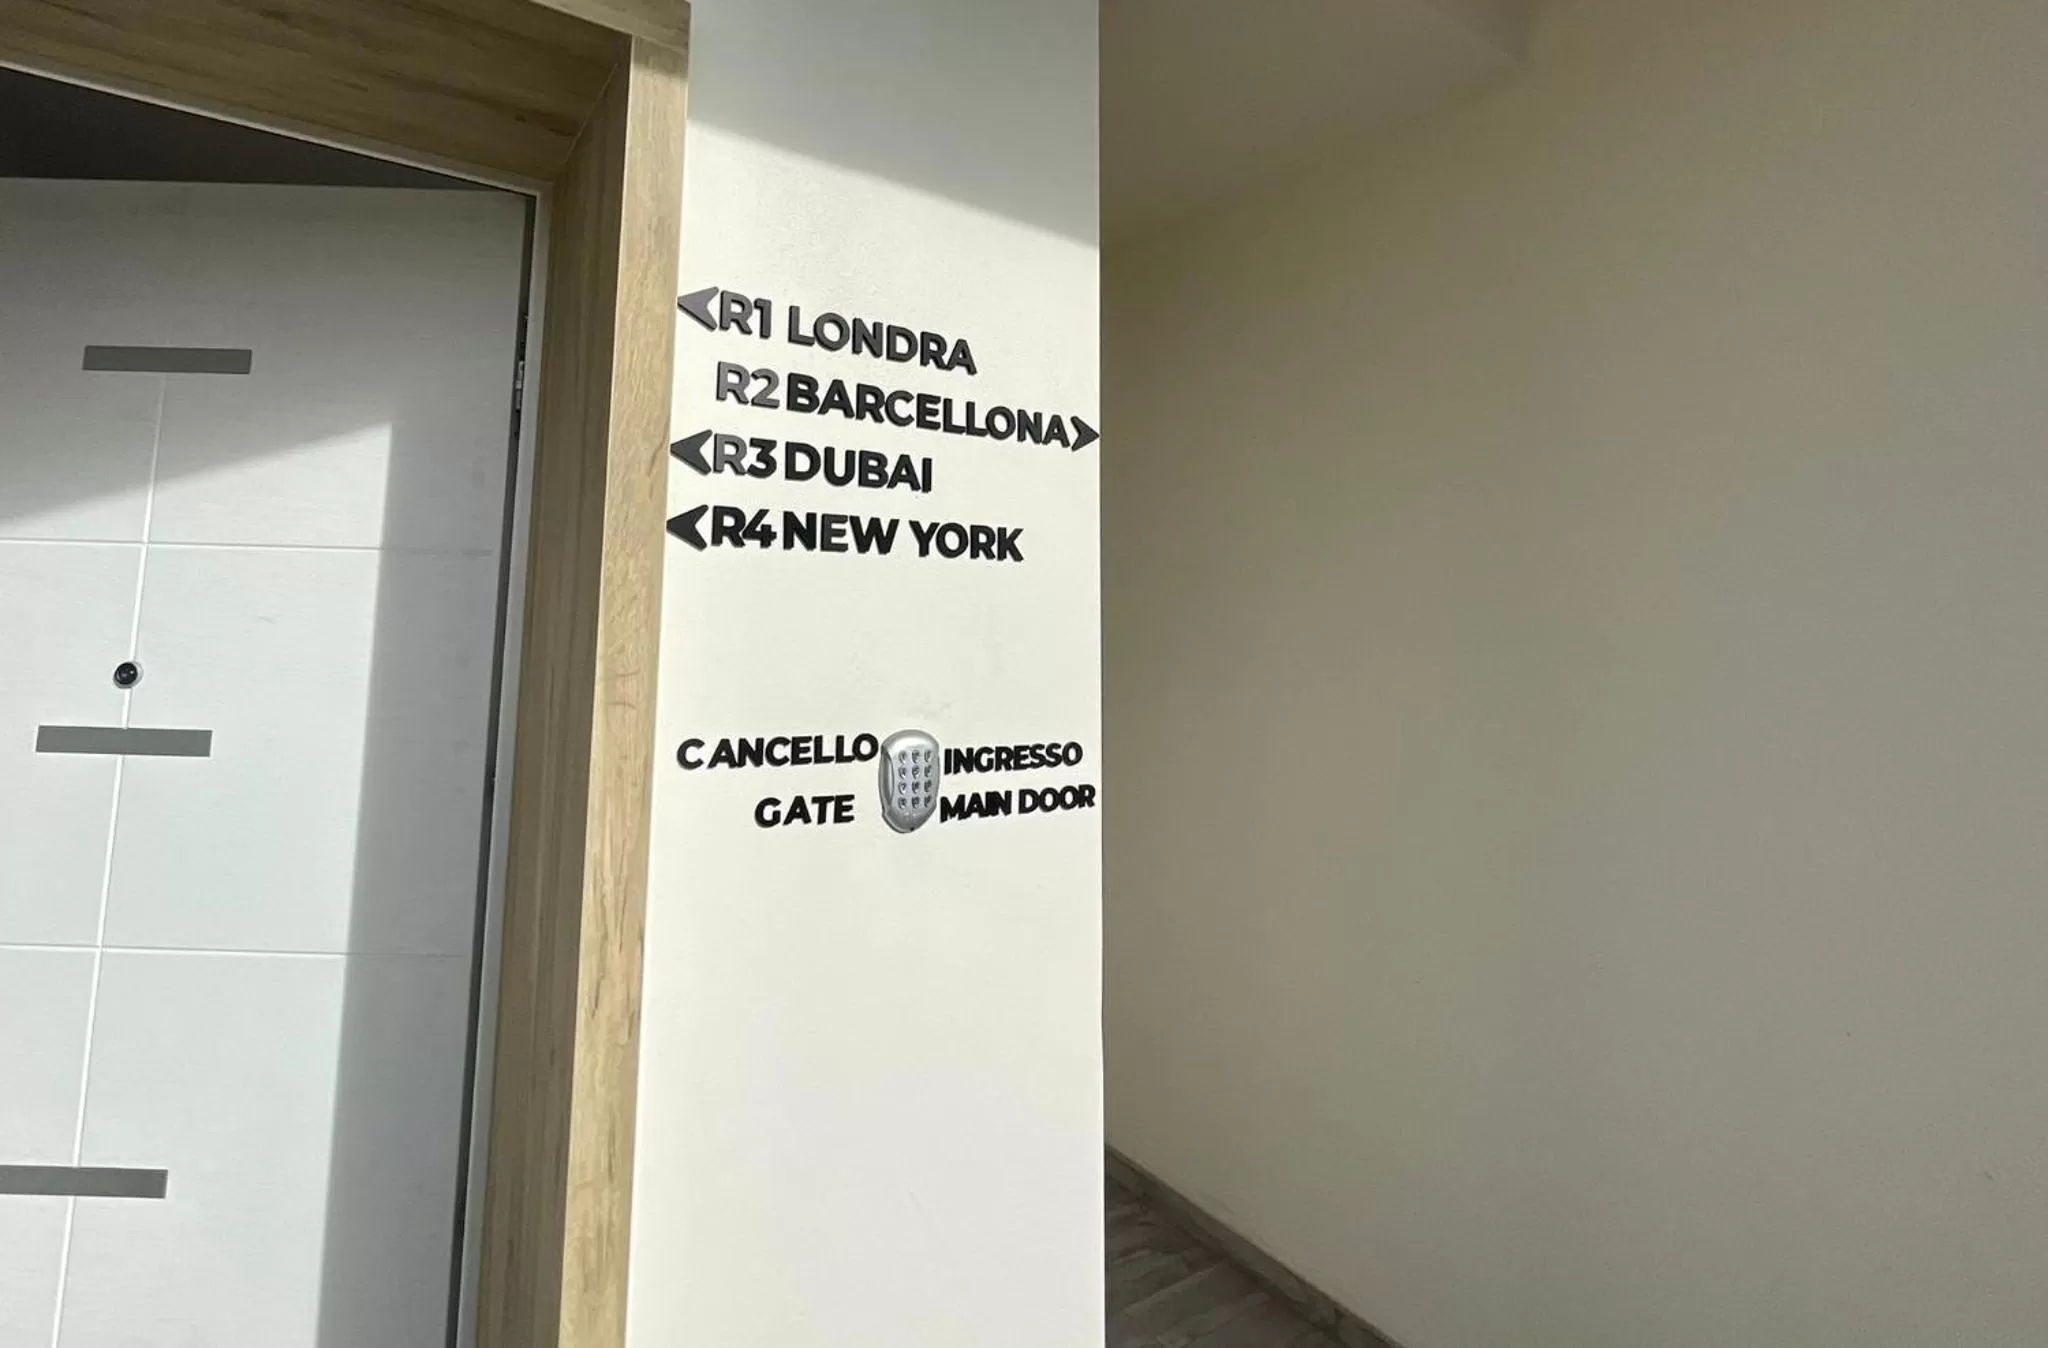 R1 LONDRA
R2 BARCELLONA
R3 DUBAI
R4 NEW YORK
CANCELLO INGRESSO
GATE MAIN DOOR